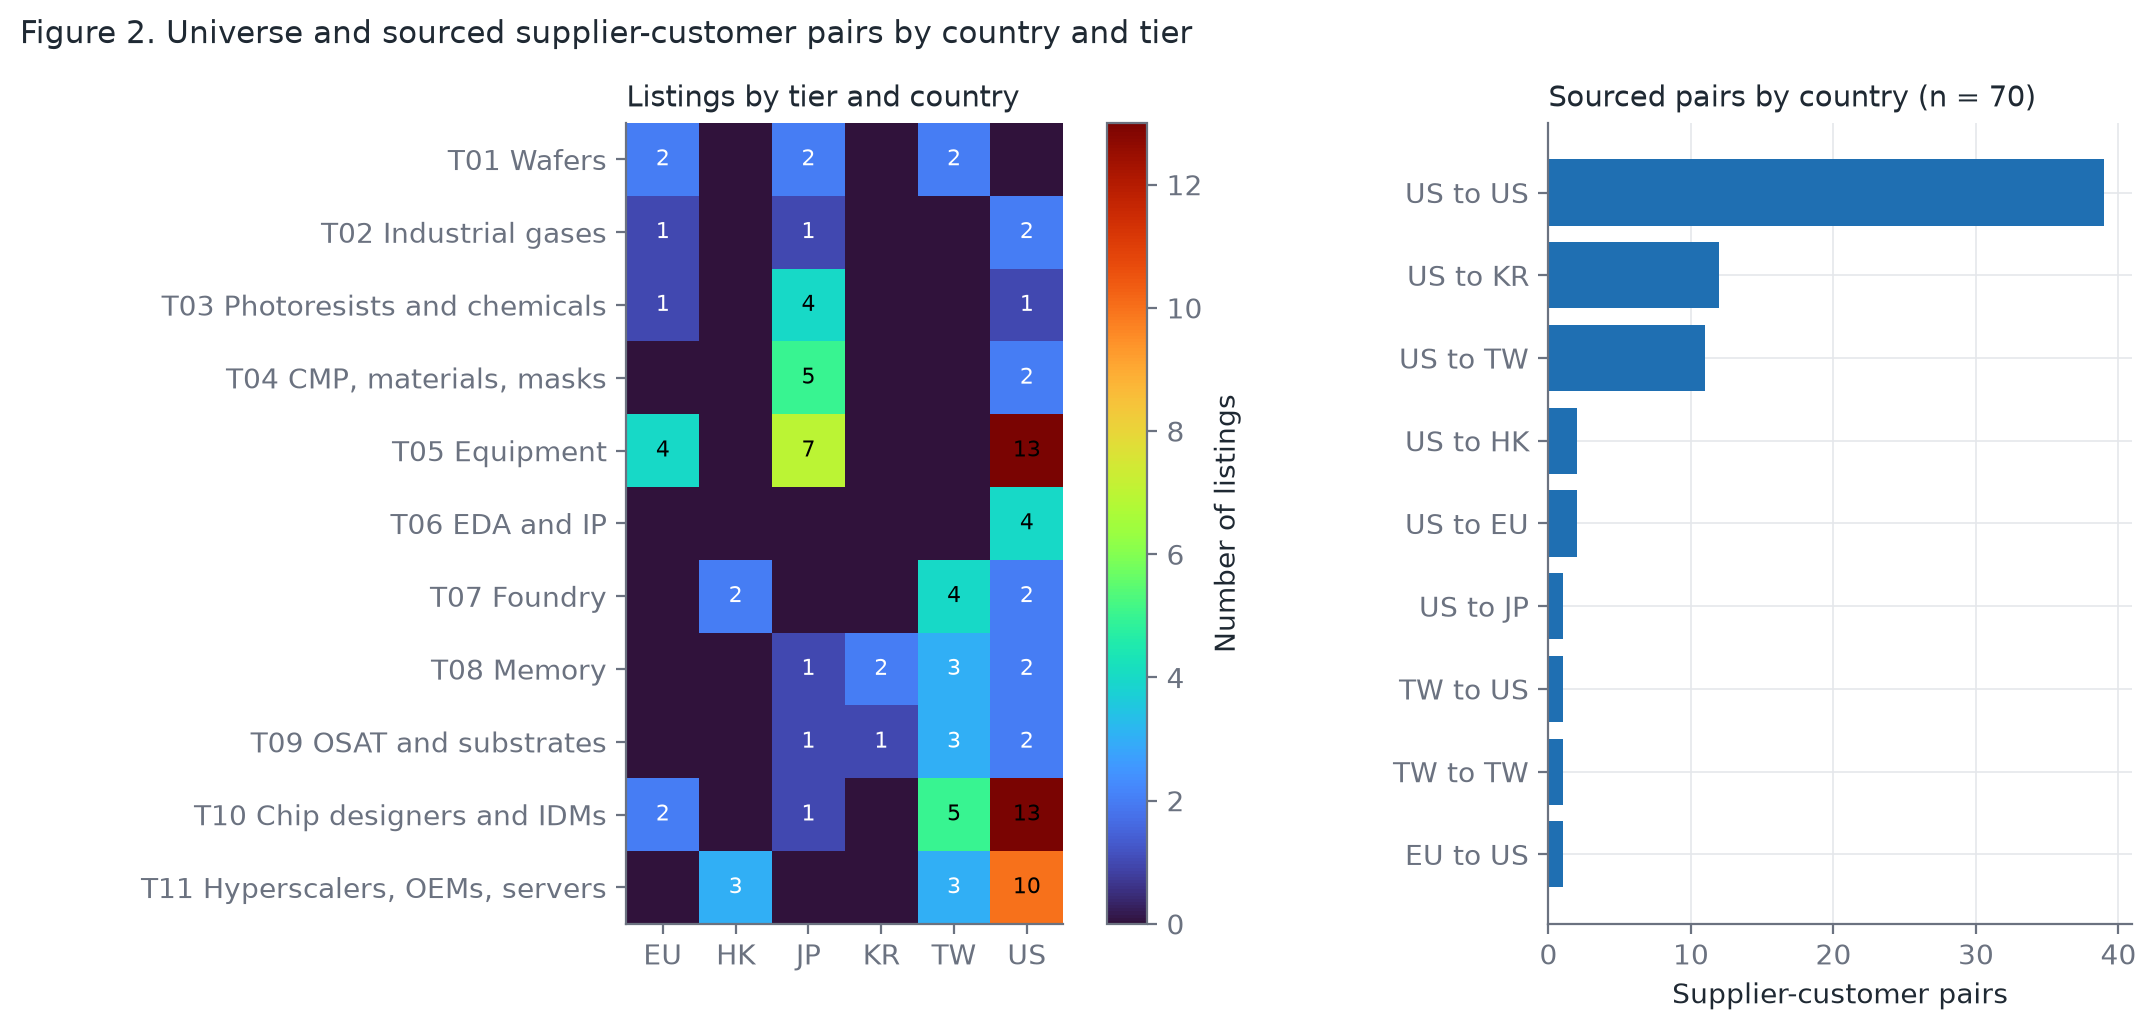 Figure 2. Universe and sourced supplier-customer pairs by country and tier
Listings by tier and country
T01 Wafers 2 2 2
T02 Industrial gases 1 1 2
T03 Photoresists and chemicals 1 4 1
T04 CMP, materials, masks 5 2
T05 Equipment 4 7 13
T06 EDA and IP 4
T07 Foundry 2 4 2
T08 Memory 1 2 3 2
T09 OSAT and substrates 1 1 3 2
T10 Chip designers and IDMs 2 1 5 13
T11 Hyperscalers, OEMs, servers 3 3 10
EU HK JP KR TW US
12
10
8
6
4
2
0
Number of listings
Sourced pairs by country (n = 70)
US to US
US to KR
US to TW
US to HK
US to EU
US to JP
TW to US
TW to TW
EU to US
0 10 20 30 40
Supplier-customer pairs